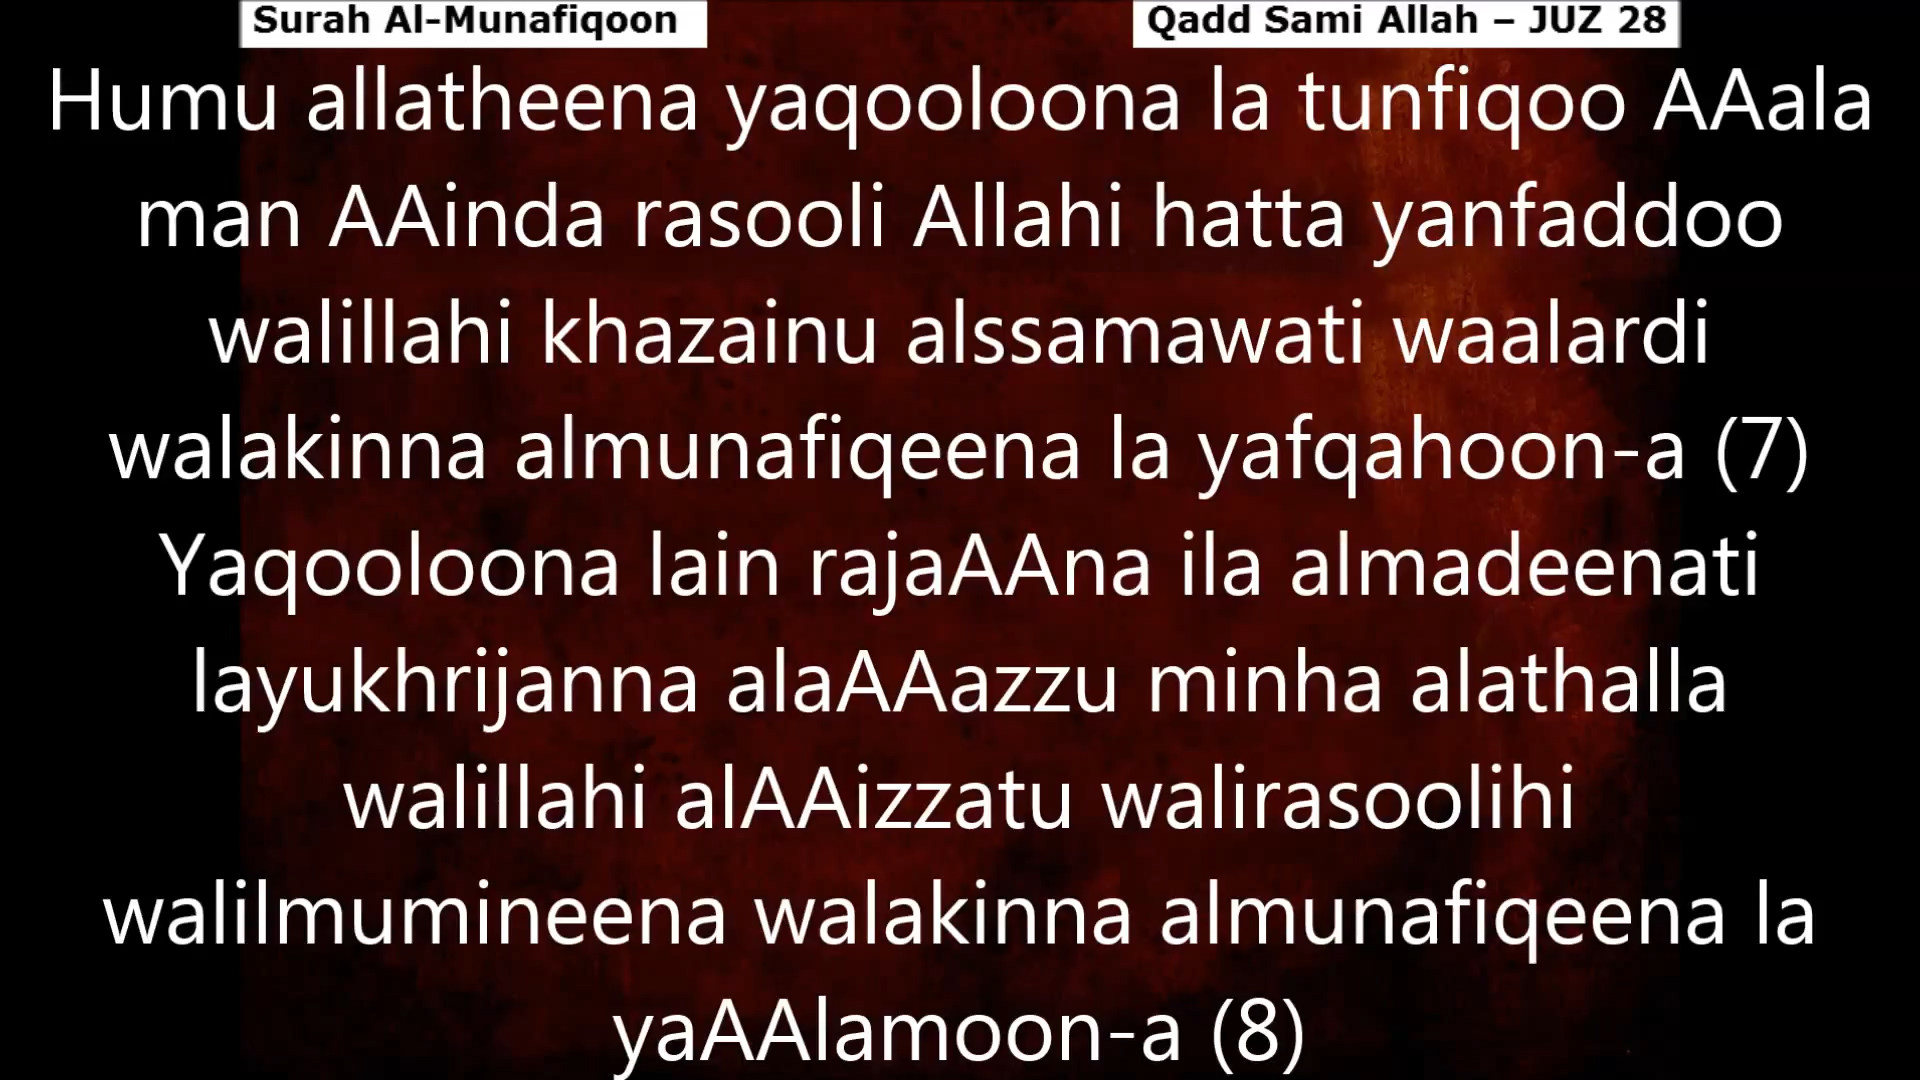 Surah Al-Munafiqoon
Qadd Sami Allah – JUZ 28
Humu allatheena yaqooloona la tunfiqoo AAala
man AAinda rasooli Allahi hatta yanfaddoo
walillahi khazainu alssamawati waalardi
walakinna almunafiqeena la yafqahoon-a (7)
Yaqooloona lain rajaAAna ila almadeenati
layukhrijanna alaAAazzu minha alathalla
walillahi alAAizzatu walirasoolihi
walilmumineena walakinna almunafiqeena la
yaAAlamoon-a (8)